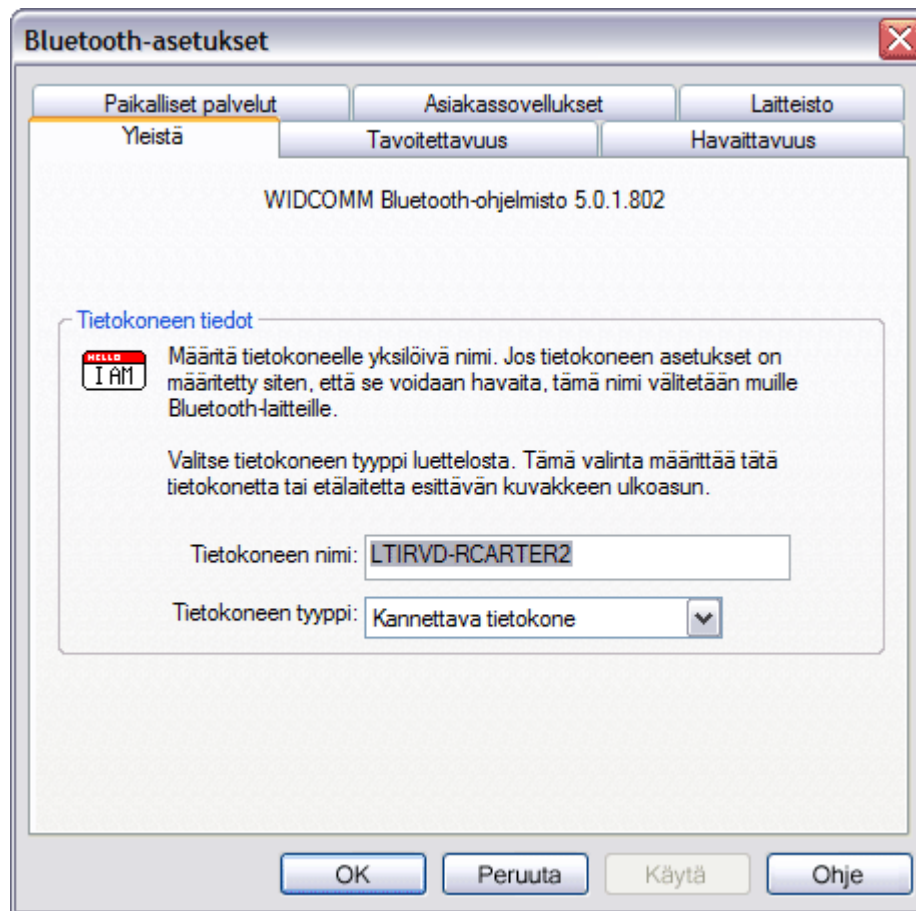 Bluetooth-asetukset
Paikalliset palvelut Asiakassovellukset Laitteisto
Yleistä Tavoitettavuus Havaittavuus
WIDCOMM Bluetooth-ohjelmisto 5.0.1.802
Tietokoneen tiedot
HELLO
I AM
Määritä tietokoneelle yksilöivä nimi. Jos tietokoneen asetukset on
määritetty siten, että se voidaan havaita, tämä nimi välitetään muille
Bluetooth-laitteille.
Valitse tietokoneen tyyppi luettelosta. Tämä valinta määrittää tätä
tietokonetta tai etälaitetta esittävän kuvakkeen ulkoasun.
Tietokoneen nimi: LTIRVD-RCARTER2
Tietokoneen tyyppi: Kannettava tietokone
OK Peruuta Käytä Ohje